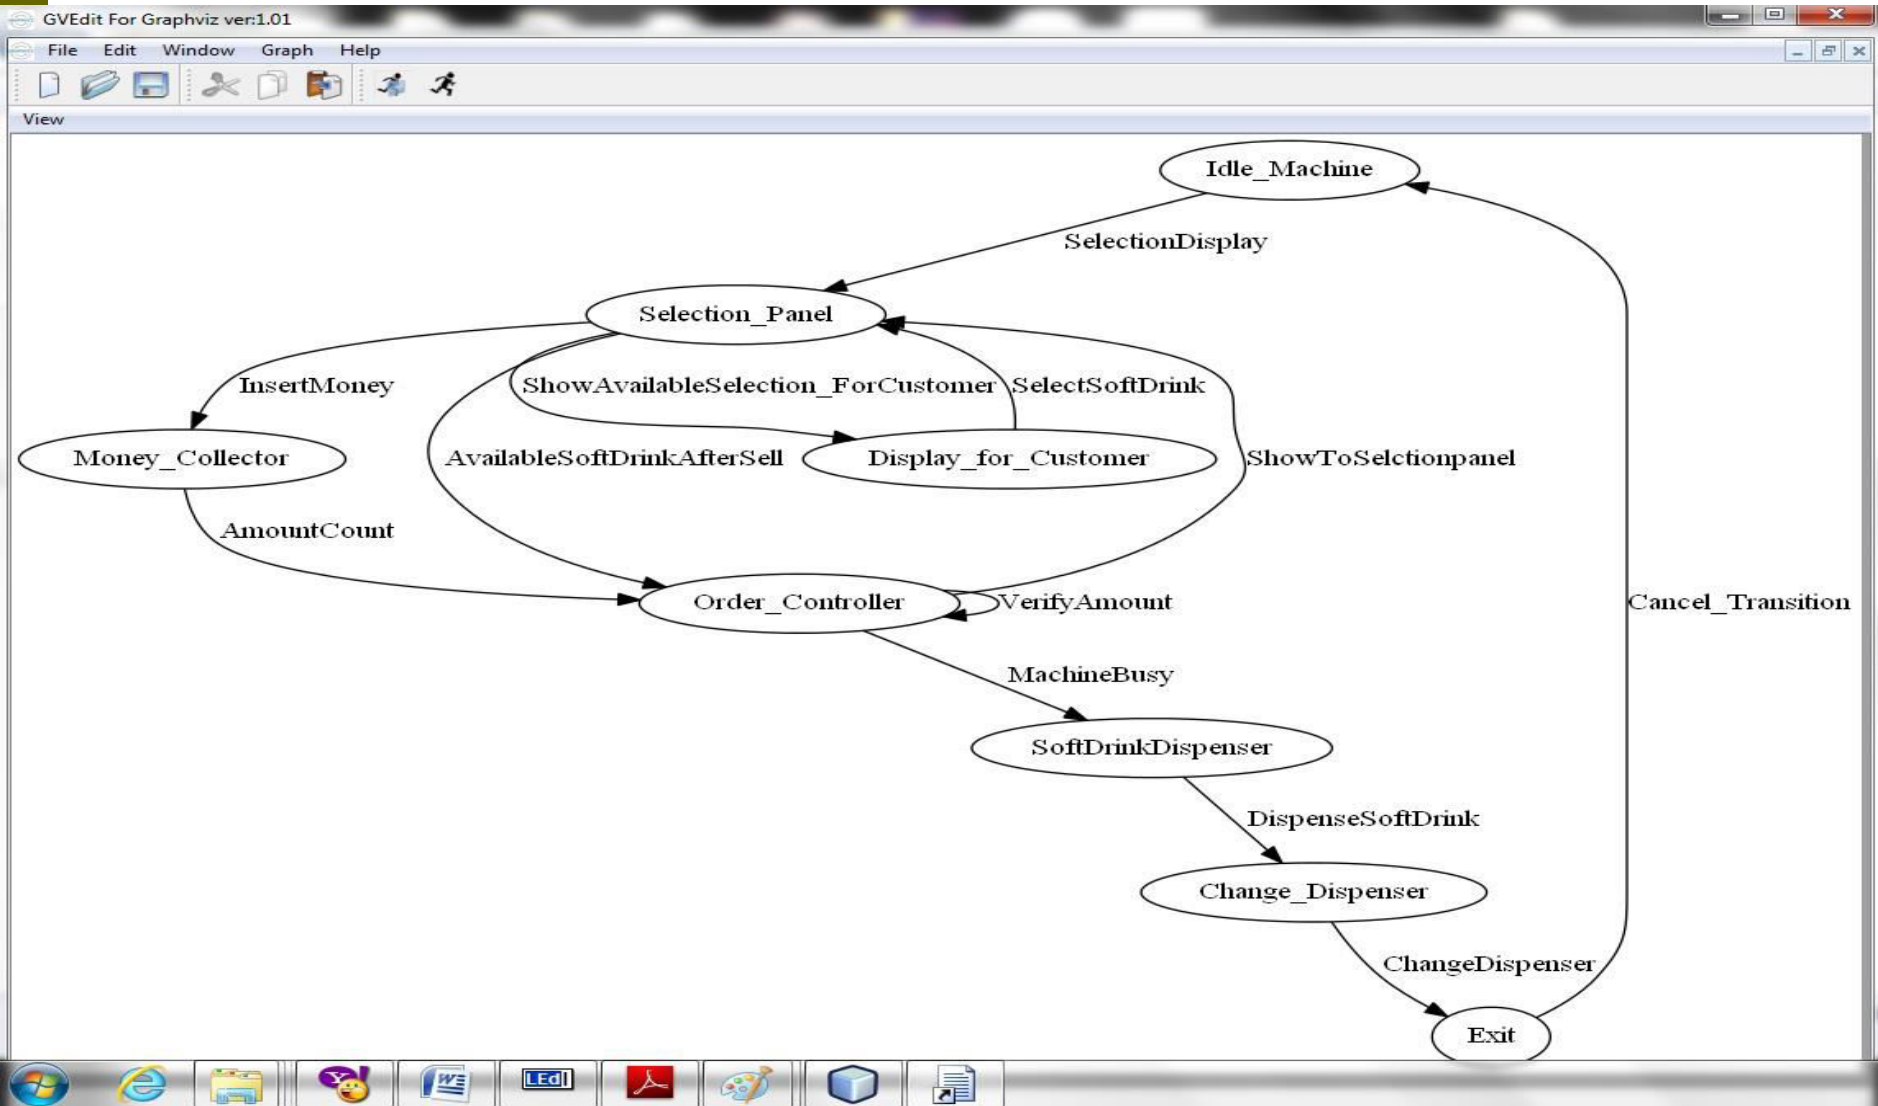 GVEdit For Graphviz ver:1.01
File Edit Window Graph Help
View
Idle_Machine
SelectionDisplay
Selection_Panel
InsertMoney
ShowAvailableSelection_ForCustomer
SelectSoftDrink
Money_Collector
AvailableSoftDrinkAfterSell
Display_for_Customer
ShowToSelctionpanel
AmountCount
Order_Controller
VerifyAmount
Cancel_Transition
MachineBusy
SoftDrinkDispenser
DispenseSoftDrink
Change_Dispenser
ChangeDispenser
Exit
LEdI